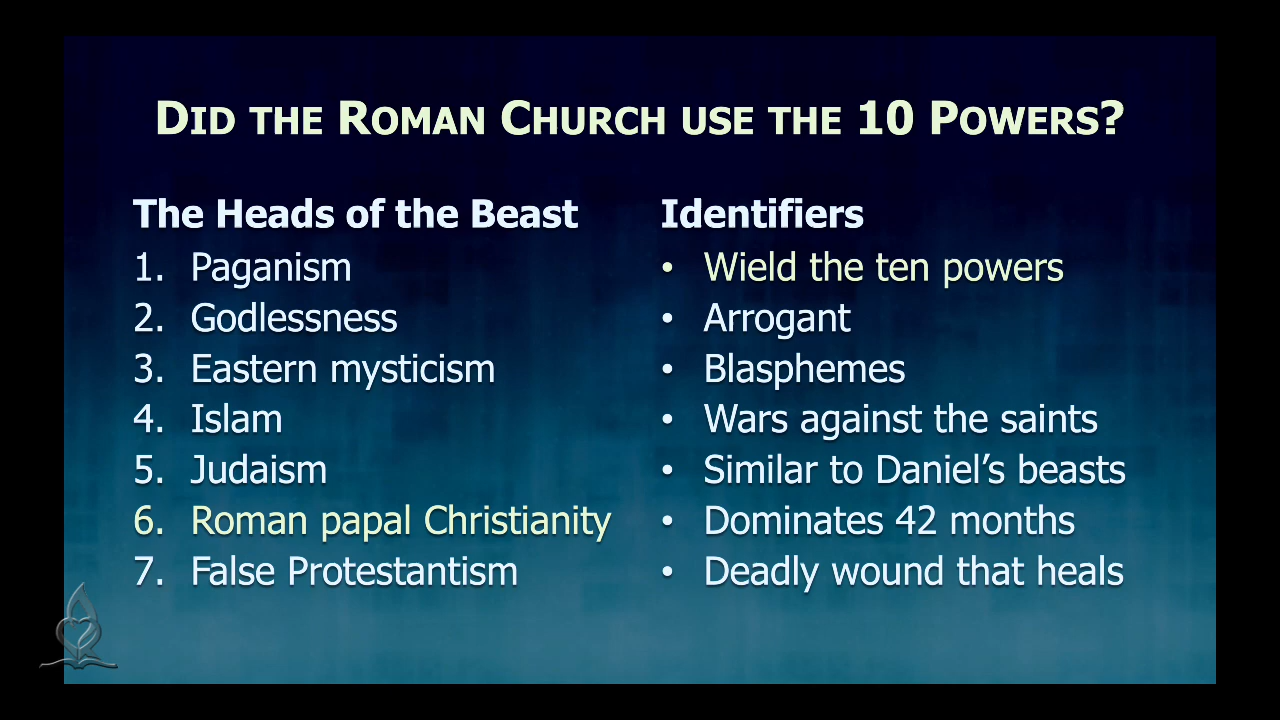 DID THE ROMAN CHURCH USE THE 10 POWERS?
The Heads of the Beast
1. Paganism
2. Godlessness
3. Eastern mysticism
4. Islam
5. Judaism
6. Roman papal Christianity
7. False Protestantism
Identifiers
• Wield the ten powers
• Arrogant
• Blasphemes
• Wars against the saints
• Similar to Daniel’s beasts
• Dominates 42 months
• Deadly wound that heals